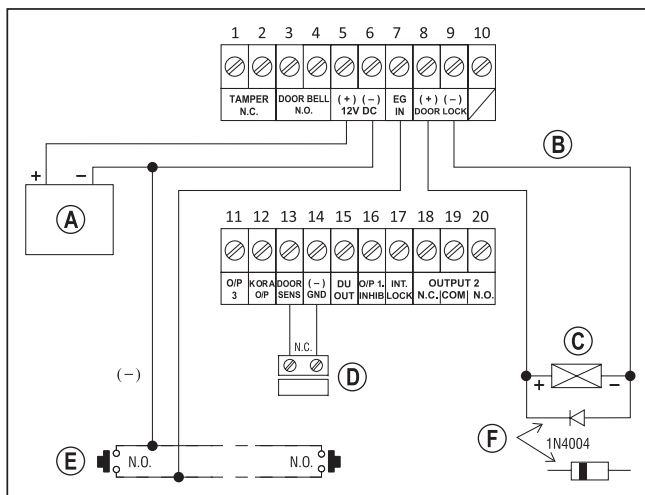 1 2 3 4 5 6 7 8 9 10
TAMPER DOOR BELL (+) (-) EG (+) (-)
N.C. N.O. 12V DC IN DOOR LOCK
+ -
A
B
11 12 13 14 15 16 17 18 19 20
O/P KORA DOOR (-) DU O/P 1. INT. OUTPUT 2
3 O/P SENS GND OUT INHIB LOCK N.C. COM N.O.
N.C.
C
D
+ -
(-)
F
1N4004
E N.O. N.O.